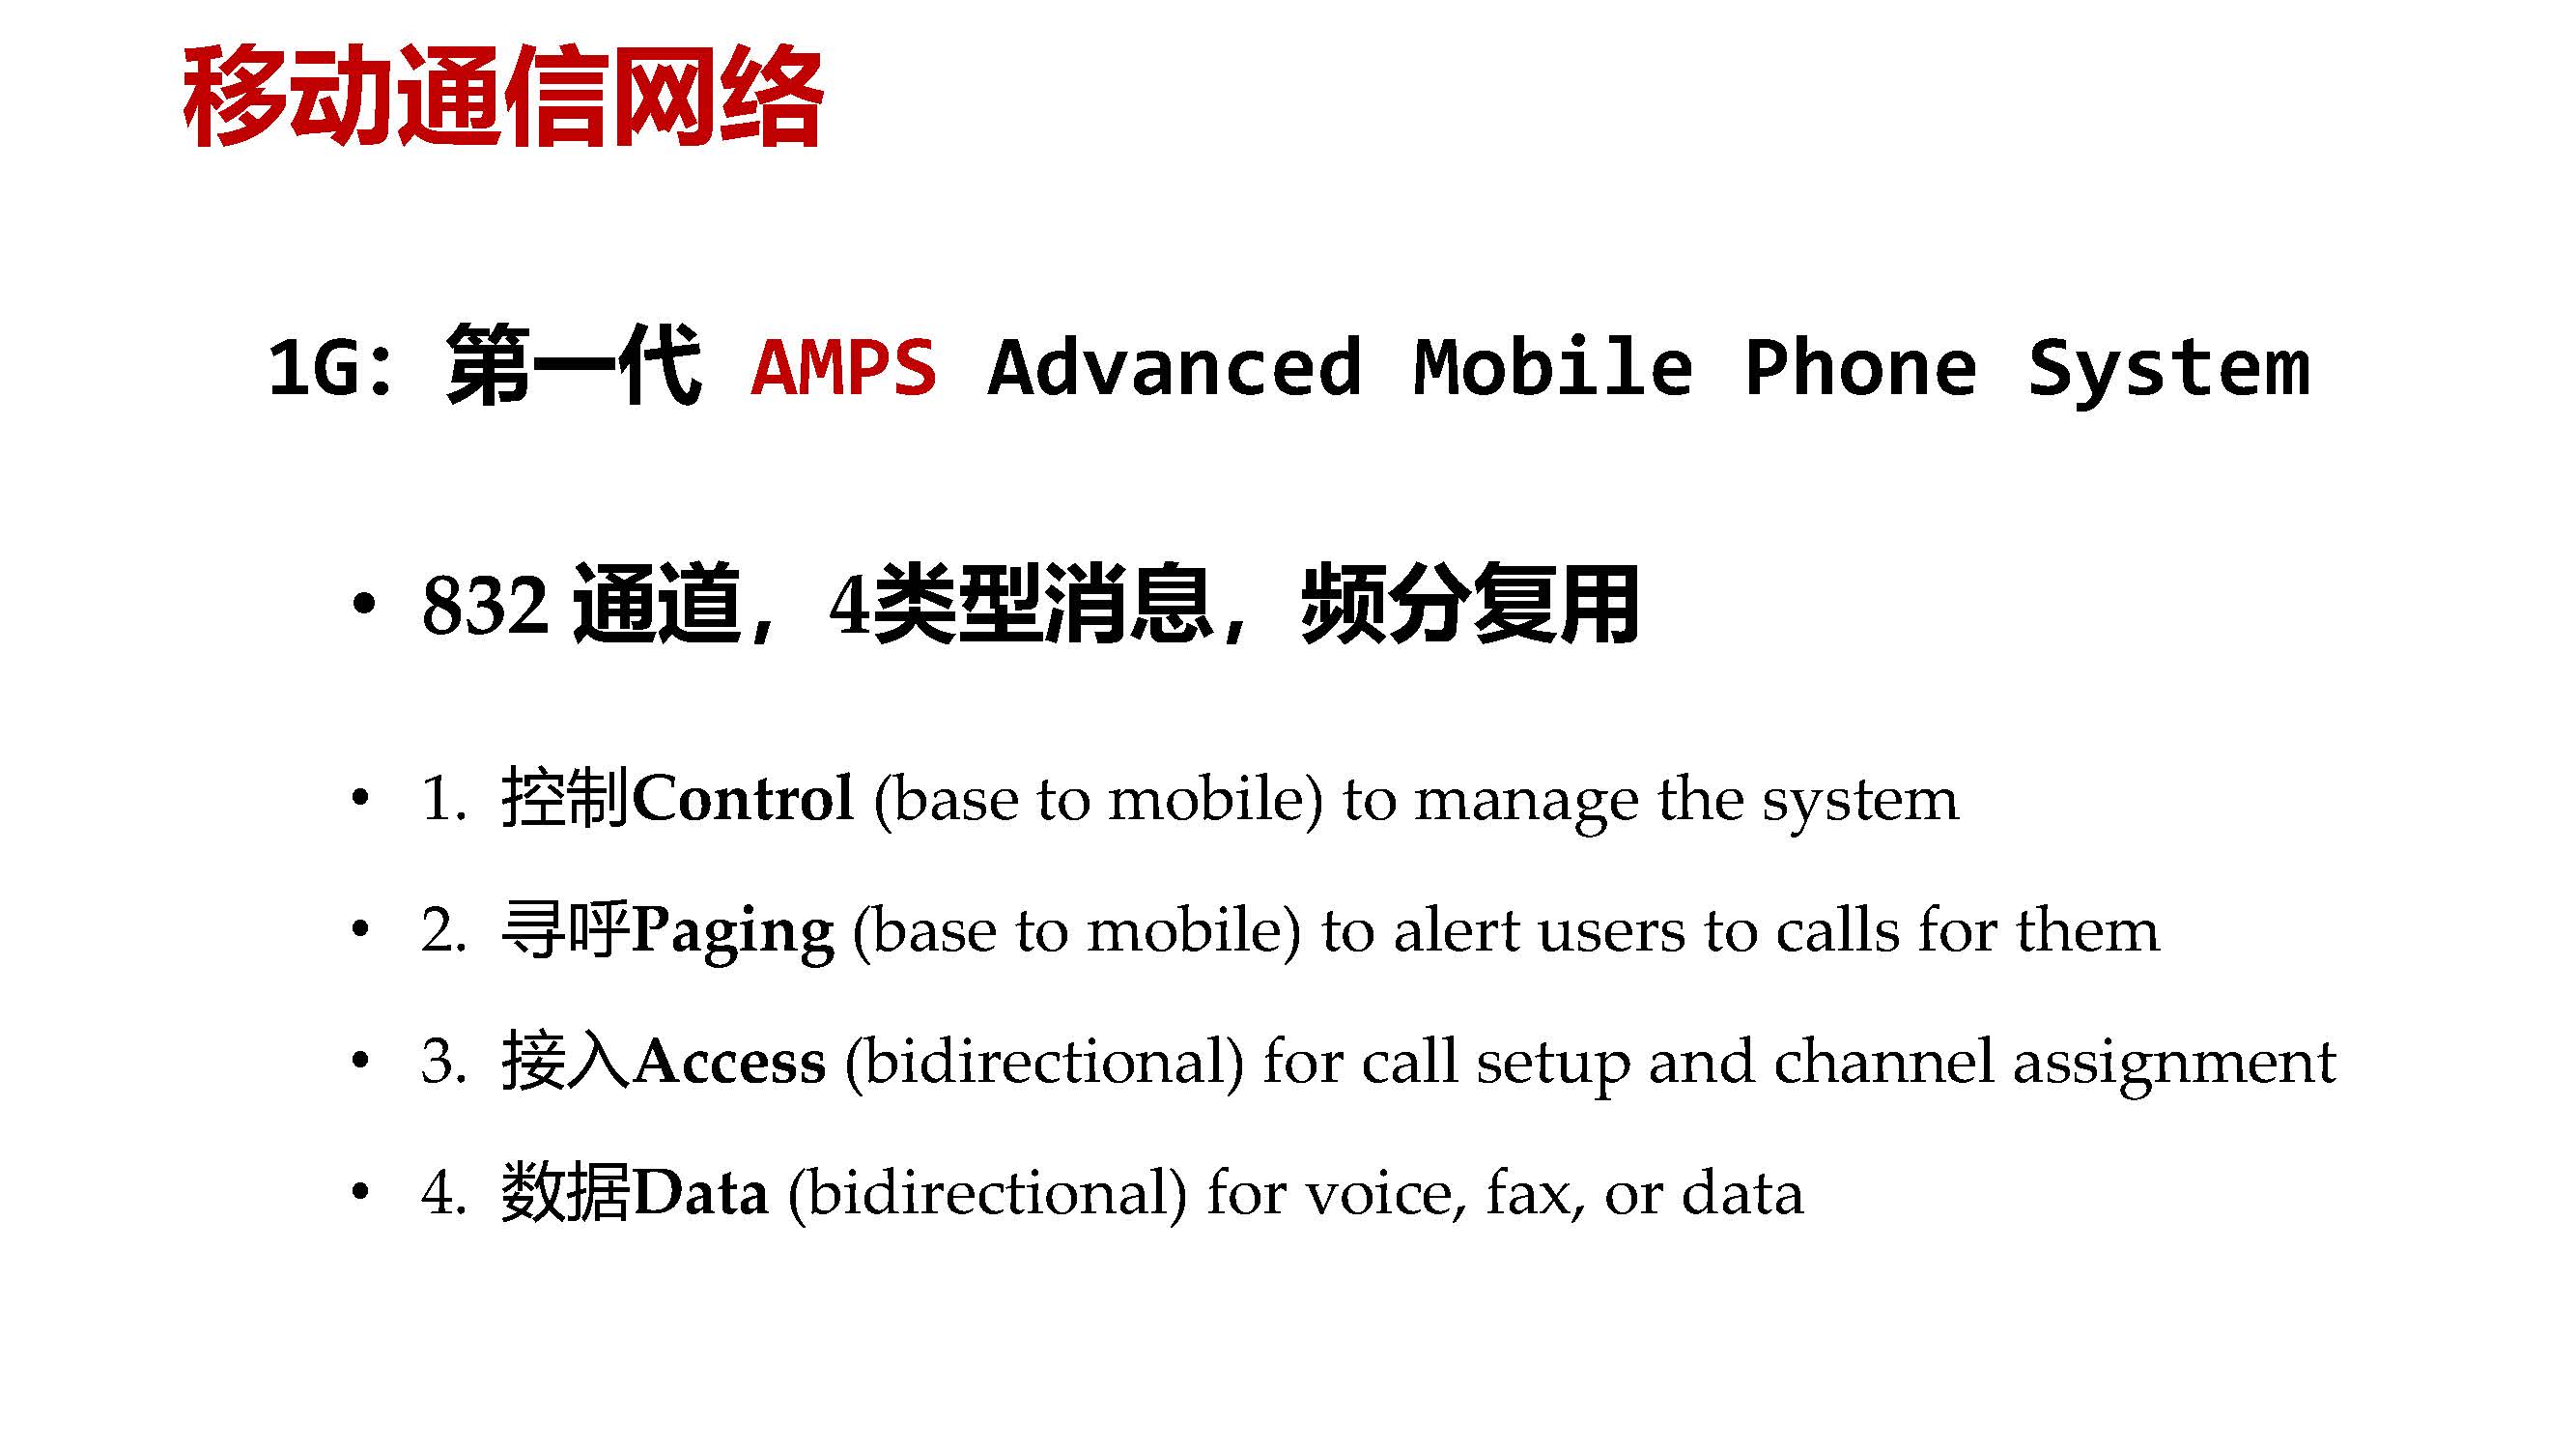 移动通信网络
1G：第一代 AMPS Advanced Mobile Phone System
• 832 通道，4类型消息，频分复用
• 1. 控制Control (base to mobile) to manage the system
• 2. 寻呼Paging (base to mobile) to alert users to calls for them
• 3. 接入Access (bidirectional) for call setup and channel assignment
• 4. 数据Data (bidirectional) for voice, fax, or data